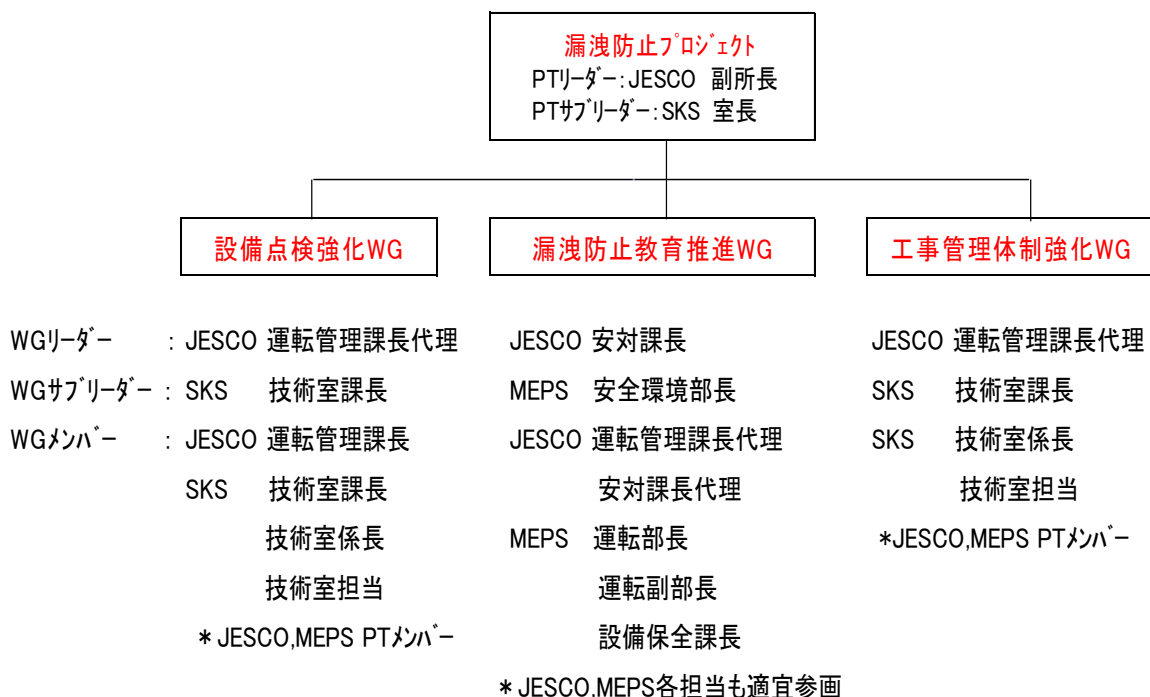 漏洩防止ﾌﾟﾛｼﾞｪｸﾄ
PTﾘｰﾀﾞｰ:JESCO 副所長
PTｻﾌﾞﾘｰﾀﾞｰ:SKS 室長
設備点検強化WG 漏洩防止教育推進WG 工事管理体制強化WG
WGﾘｰﾀﾞｰ : JESCO 運転管理課長代理 JESCO 安対課長 JESCO 運転管理課長代理
WGｻﾌﾞﾘｰﾀﾞｰ : SKS 技術室課長 MEPS 安全環境部長 SKS 技術室課長
WGﾒﾝﾊﾞｰ : JESCO 運転管理課長 JESCO 運転管理課長代理 SKS 技術室係長
SKS 技術室課長 安対課長代理 技術室担当
技術室係長 MEPS 運転部長 *JESCO,MEPS PTﾒﾝﾊﾞｰ
技術室担当 運転副部長
* JESCO,MEPS PTﾒﾝﾊﾞｰ 設備保全課長
* JESCO.MEPS各担当も適宜参画